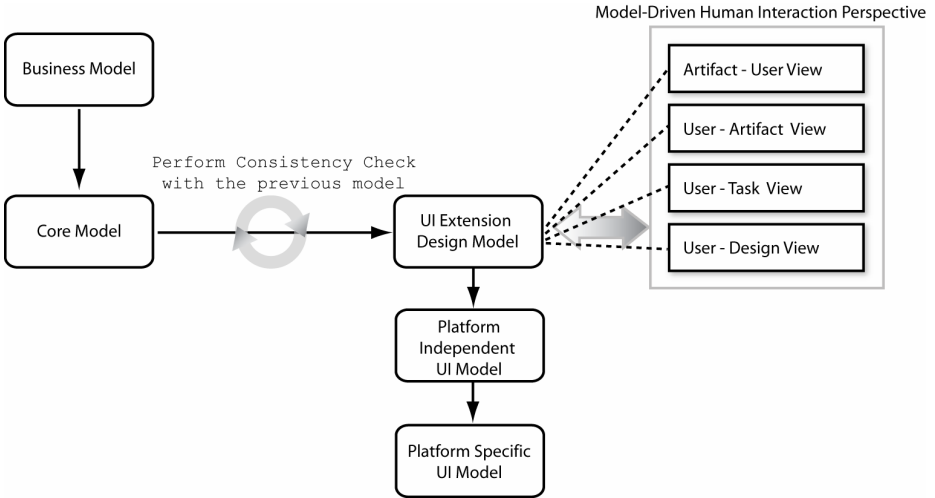 Model-Driven Human Interaction Perspective
Business Model
Artifact - User View
User - Artifact View
Perform Consistency Check
with the previous model
User - Task View
Core Model
UI Extension
Design Model
User - Design View
Platform
Independent
UI Model
Platform Specific
UI Model